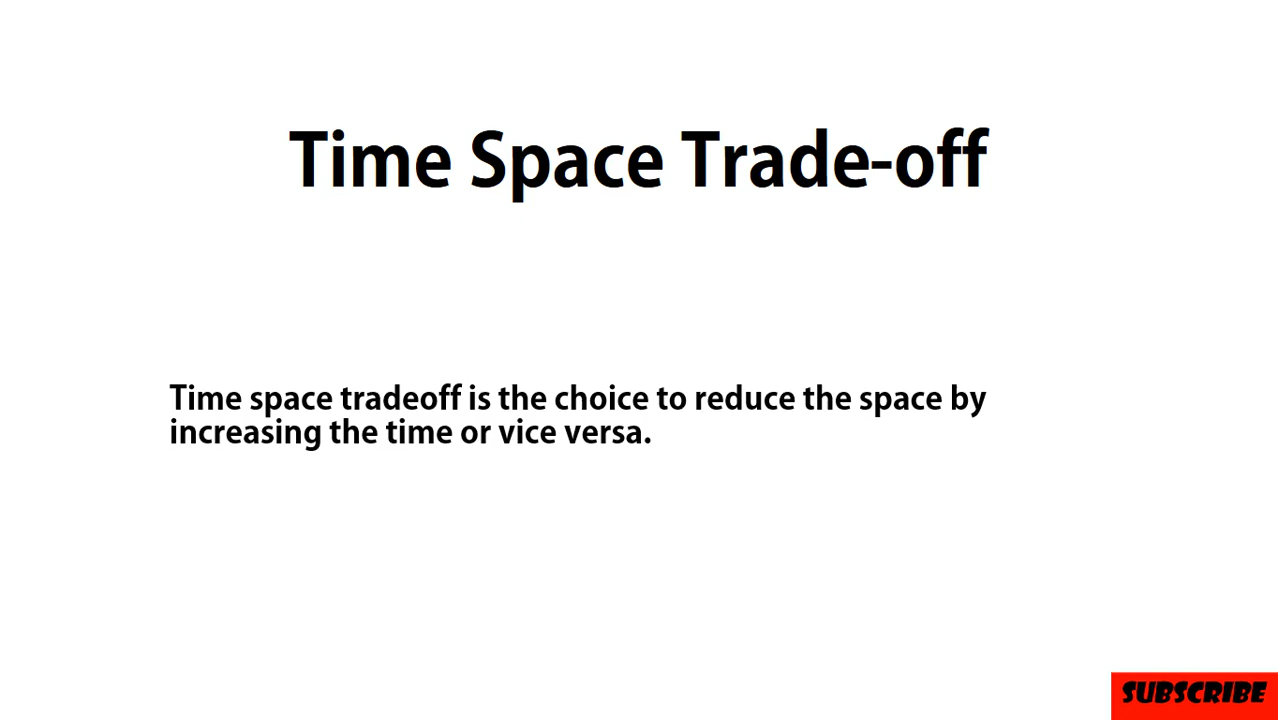 Time Space Trade-off
Time space tradeoff is the choice to reduce the space by
increasing the time or vice versa.
SUBSCRIBE